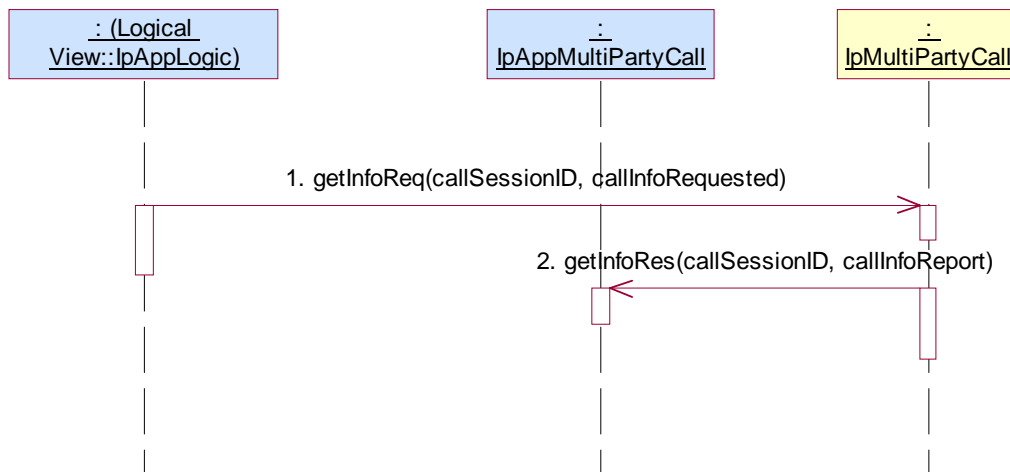 : (Logical
View::IpAppLogic)
:
IpAppMultiPartyCall
:
IpMultiPartyCall
1. getInfoReq(callSessionID, callInfoRequested)
2. getInfoRes(callSessionID, callInfoReport)